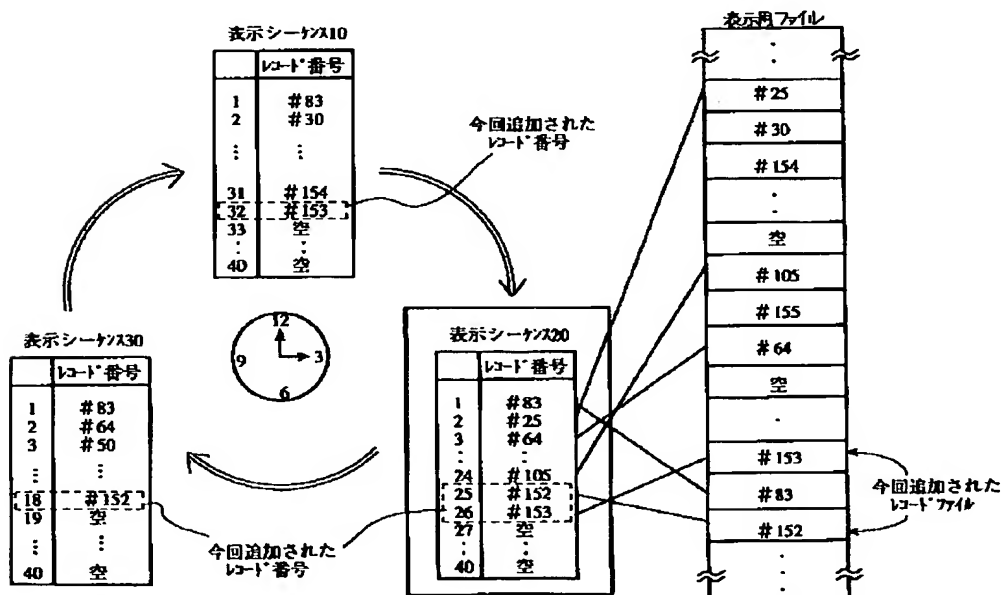 表示シーケンス10
レコード番号
1 #83
2 #30
⋮ ⋮
31 #154
32 #153
33 空
⋮ ⋮
40 空
今回追加された
レコード番号
12
3
6
9
表示シーケンス30
レコード番号
1 #83
2 #64
3 #50
⋮ ⋮
18 #152
19 空
⋮ ⋮
40 空
今回追加された
レコード番号
表示シーケンス20
レコード番号
1 #83
2 #25
3 #64
⋮ ⋮
24 #105
25 #152
26 #153
27 空
⋮ ⋮
40 空
表示用ファイル
#25
#30
#154
空
#105
#155
#64
空
#153
#83
#152
今回追加された
レコードファイル